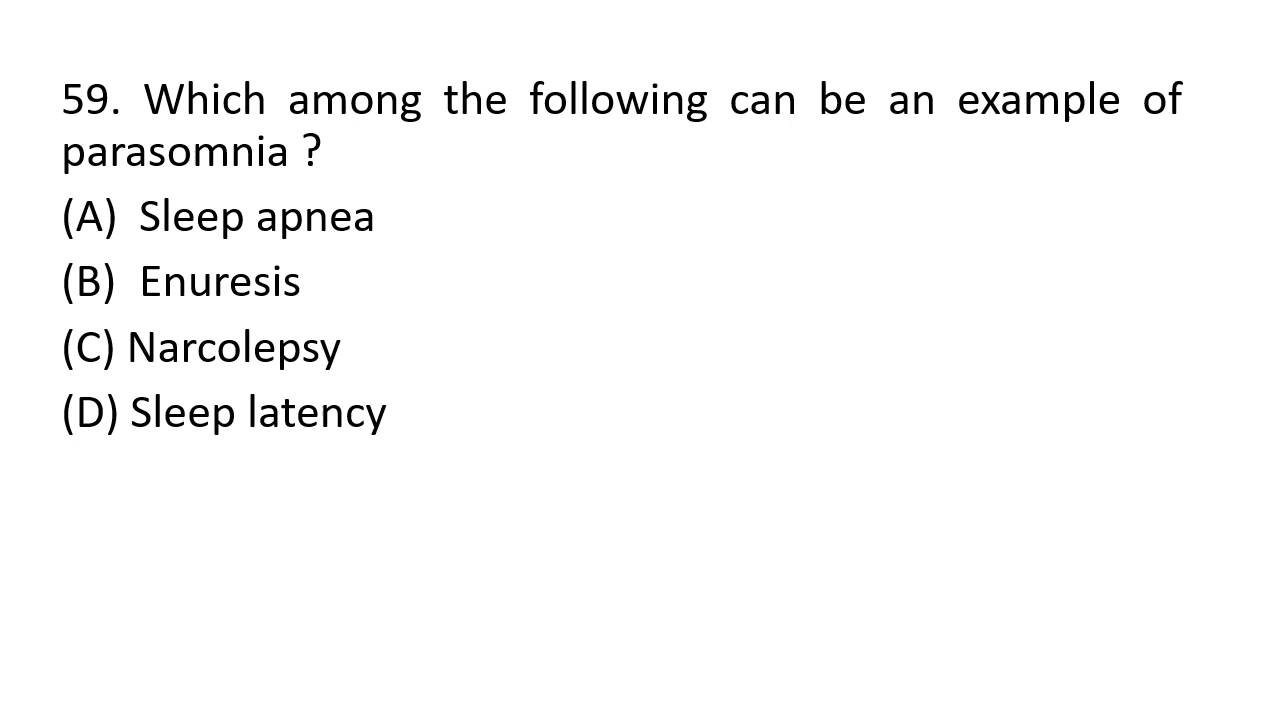 59. Which among the following can be an example of
parasomnia ?
(A) Sleep apnea
(B) Enuresis
(C) Narcolepsy
(D) Sleep latency